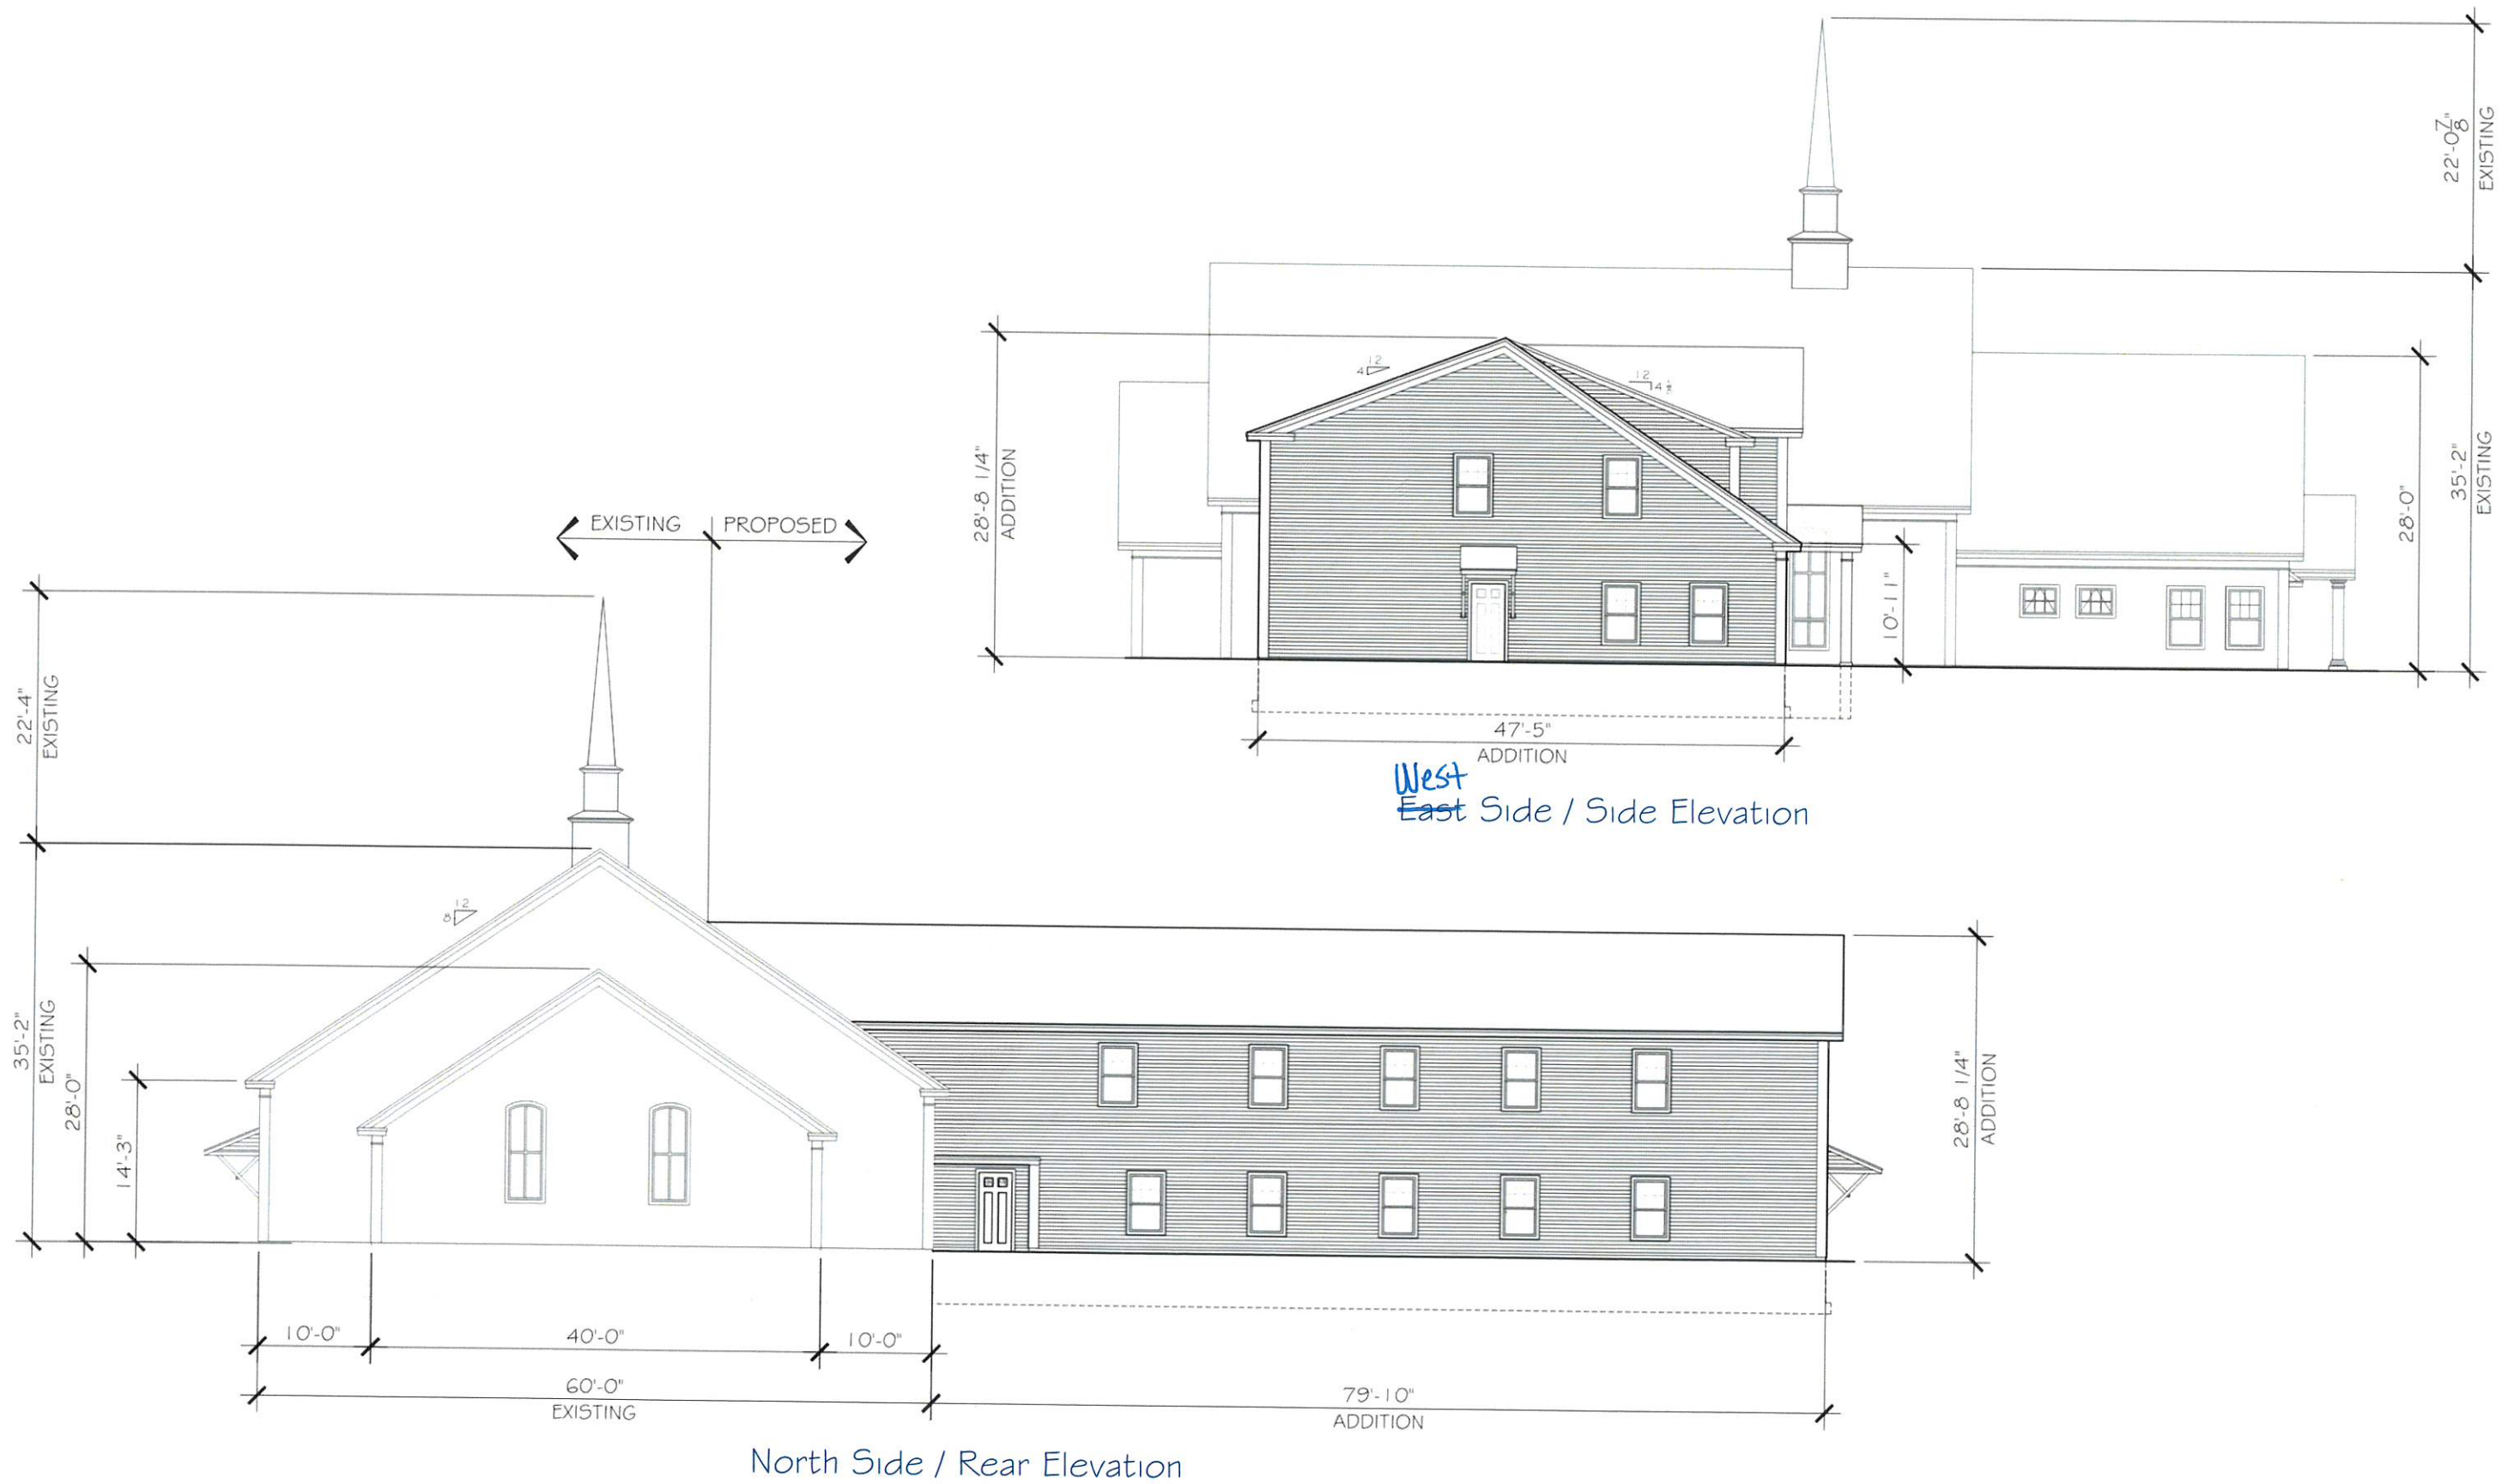 22'-0 7/8"
EXISTING
12
4
12
4
28'-8 1/4"
ADDITION
35'-2"
EXISTING
28'-0"
10'-11"
47'-5"
ADDITION
West
East Side / Side Elevation
EXISTING
PROPOSED
22'-4"
EXISTING
12
8
35'-2"
EXISTING
28'-0"
14'-3"
28'-8 1/4"
ADDITION
10'-0"
40'-0"
10'-0"
60'-0"
EXISTING
79'-10"
ADDITION
North Side / Rear Elevation